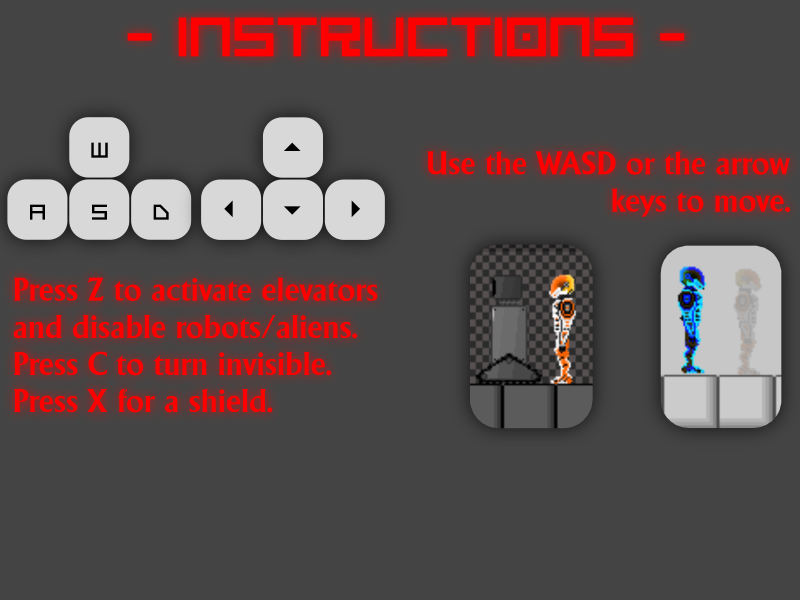 - INSTRUCTIONS -
W
A S D
Use the WASD or the arrow
keys to move.
Press Z to activate elevators
and disable robots/aliens.
Press C to turn invisible.
Press X for a shield.